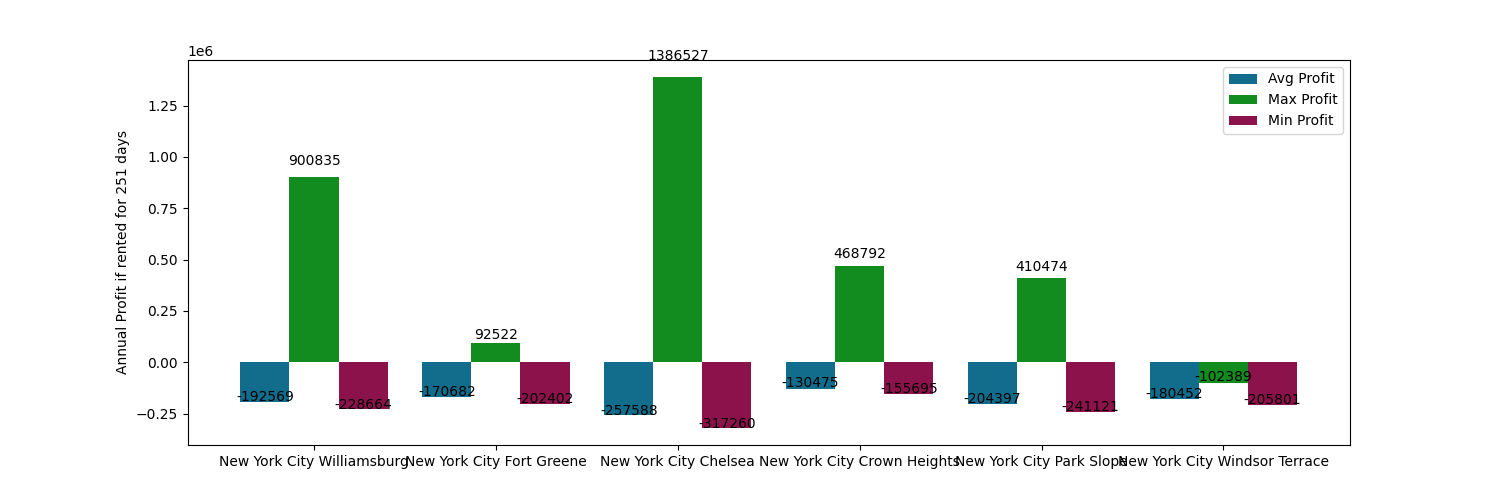 1e6
Annual Profit if rented for 251 days
1.25
1.00
0.75
0.50
0.25
0.00
−0.25
Avg Profit
Max Profit
Min Profit
-192569
900835
-228664
-170682
92522
-202402
-257588
1386527
-317260
-130475
468792
-155695
-204397
410474
-241121
-180452
-102389
-205801
New York City Williamsburg
New York City Fort Greene
New York City Chelsea
New York City Crown Heights
New York City Park Slope
New York City Windsor Terrace